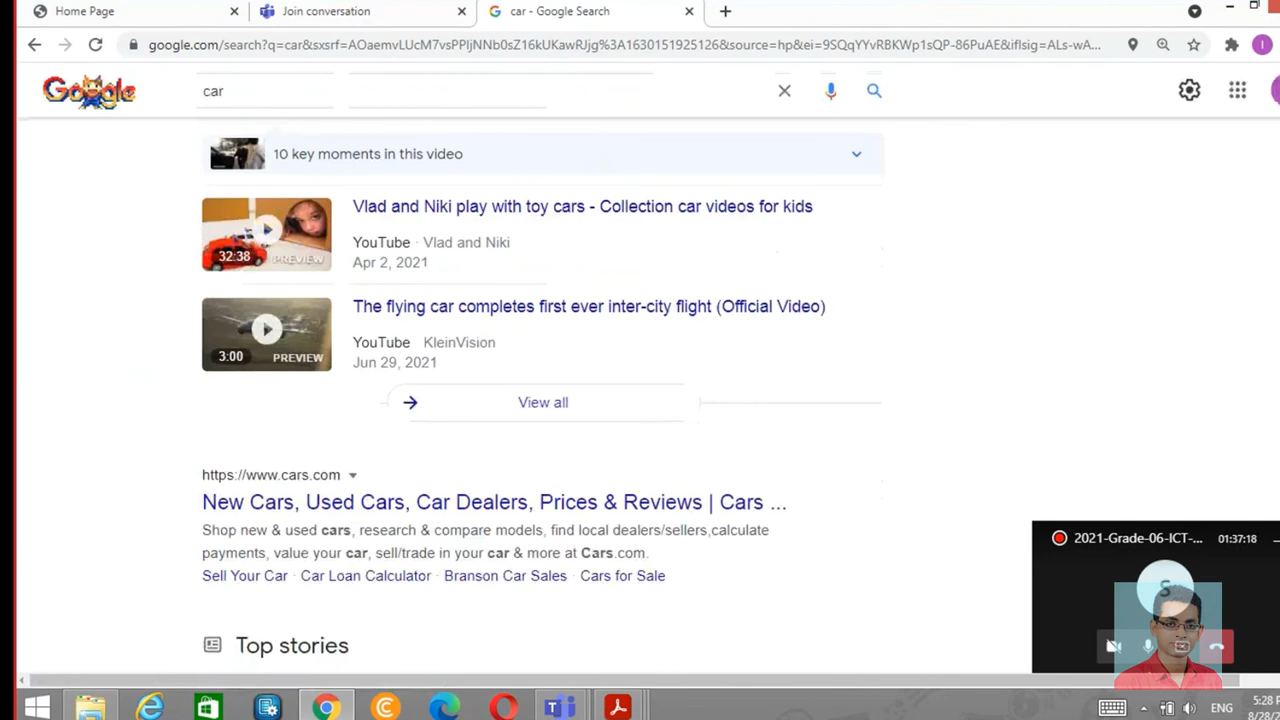 Home Page
Join conversation
car - Google Search
google.com/search?q=car&sxsrf=AOaemvLUcM7vsPPIjNNb0sZ16kUKawRJjg%3A1630151925126&source=hp&ei=9SQqYYvRBKWp1sQP-86PuAE&iflsig=ALs-wA...
Google
car
10 key moments in this video
Vlad and Niki play with toy cars - Collection car videos for kids
YouTube · Vlad and Niki
Apr 2, 2021
32:38
PREVIEW
The flying car completes first ever inter-city flight (Official Video)
YouTube KleinVision
Jun 29, 2021
3:00
PREVIEW
View all
https://www.cars.com
New Cars, Used Cars, Car Dealers, Prices & Reviews | Cars ...
Shop new & used cars, research & compare models, find local dealers/sellers,calculate
payments, value your car, sell/trade in your car & more at Cars.com.
Sell Your Car · Car Loan Calculator · Branson Car Sales · Cars for Sale
2021-Grade-06-ICT-...
01:37:18
S
Top stories
ENG
5:28 P
8/28/2